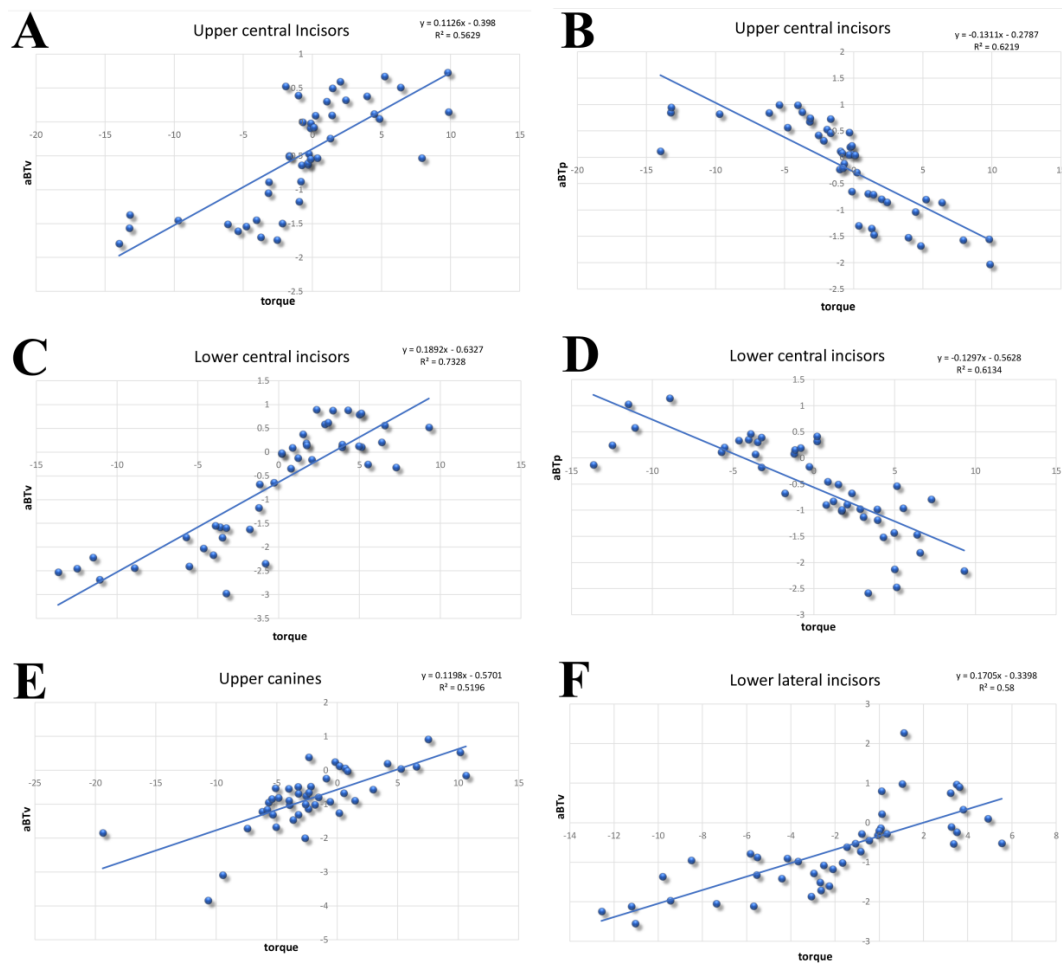 A
Upper central Incisors
y = 0.1126x - 0.398
R² = 0.5629
1
0.5
0
-20 -15 -10 -5 0 5 10 15
-0.5
-1
-1.5
-2
-2.5
aBTv
torque
B
Upper central incisors
y = -0.1311x - 0.2787
R² = 0.6219
2
1.5
1
0.5
0
-20 -15 -10 -5 0 5 10 15
-0.5
-1
-1.5
-2
-2.5
aBTp
torque
C
Lower central incisors
y = 0.1892x - 0.6327
R² = 0.7328
1.5
1
0.5
0
-15 -10 -5 0 5 10 15
-0.5
-1
-1.5
-2
-2.5
-3
-3.5
aBTv
torque
D
Lower central incisors
y = -0.1297x - 0.5628
R² = 0.6134
1.5
1
0.5
0
-15 -10 -5 0 5 10 15
-0.5
-1
-1.5
-2
-2.5
-3
aBTp
torque
E
Upper canines
y = 0.1198x - 0.5701
R² = 0.5196
2
1
0
-25 -20 -15 -10 -5 0 5 10 15
-1
-2
-3
-4
-5
aBTv
torque
F
Lower lateral incisors
y = 0.1705x - 0.3398
R² = 0.58
3
2
1
0
-14 -12 -10 -8 -6 -4 -2 0 2 4 6 8
-1
-2
-3
aBTv
torque